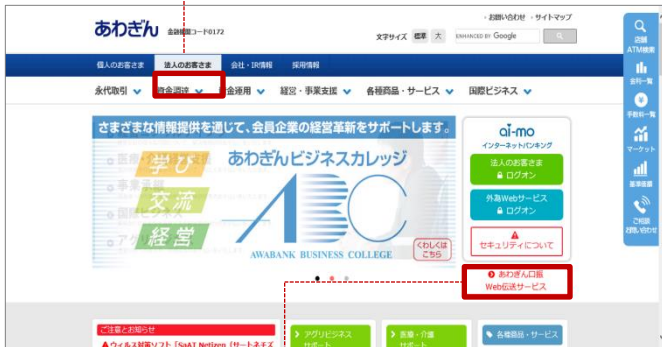 あわぎん 金融機関コード0172
・お問い合わせ ・サイトマップ
文字サイズ 標準 大 ENHANCED BY Google
個人のお客さま 法人のお客さま 会社・IR情報 採用情報
永代取引 資金調達 資金運用 経営・事業支援 各種商品・サービス 国際ビジネス
さまざまな情報提供を通じて、会員企業の経営革新をサポートします。
学び
交流
経営
あわぎんビジネスカレッジ
ABC
AWABANK BUSINESS COLLEGE
くわしくは
こちら
ai-mo
インターネットバンキング
法人のお客さま
ログオン
外為Webサービス
ログオン
セキュリティについて
あわぎん口振
Web伝送サービス
店舗
ATM検索
金利一覧
手数料一覧
マーケット
基準価額
ご相談
お問い合わせ
ご注意とお知らせ
ウィルス対策ソフト「SaAT Netizen（サートネチズ
アグリビジネス
サポート
医療・介護
サポート
各種商品・サービス